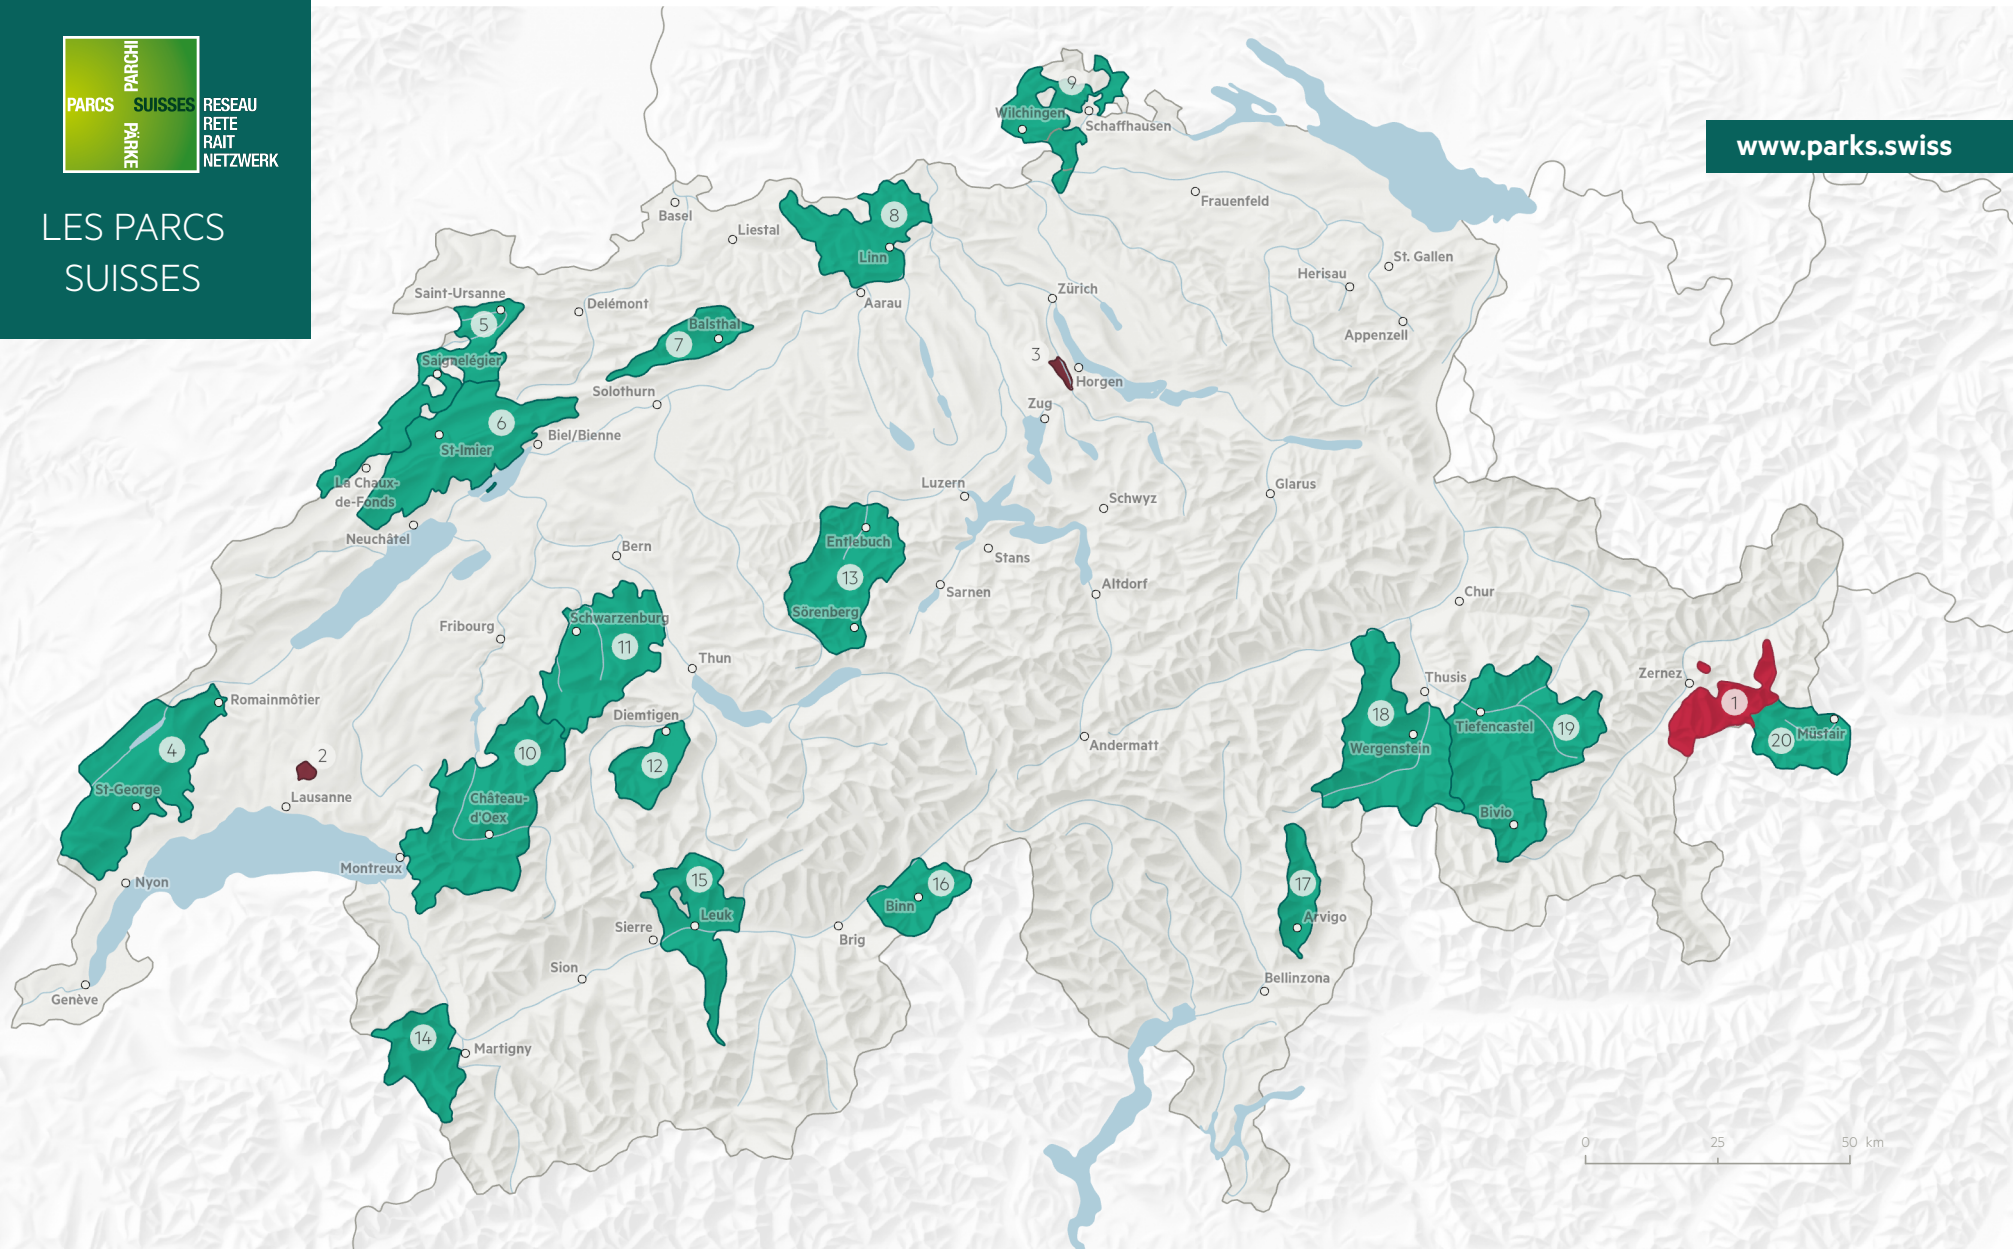 PARCHI
PARCS SUISSES
PÄRKE
RESEAU
RETE
RAIT
NETZWERK
LES PARCS
SUISSES
www.parks.swiss
9
Wilchingen
Schaffhausen
Frauenfeld
Basel
8
Liestal
Linn
St. Gallen
Herisau
Saint-Ursanne
Delémont
Aarau
Zürich
5
Balsthal
7
Appenzell
3
Saignelégier
Horgen
Solothurn
Zug
6
Biel/Bienne
St-Imier
La Chaux-
de-Fonds
Luzern
Glarus
Schwyz
Neuchâtel
Entlebuch
Bern
Stans
13
Altdorf
Sarnen
Chur
Sörenberg
Schwarzenburg
Fribourg
11
Thun
Zernez
Thusis
Romainmôtier
1
Diemtigen
18
Tiefencastel
19
Müstair
20
4
10
Andermatt
Wergenstein
2
12
St-George
Lausanne
Château-
d'Oex
Bivio
Montreux
Nyon
15
16
17
Binn
Leuk
Arvigo
Sierre
Brig
Sion
Bellinzona
Genève
14
Martigny
0 25 50 km